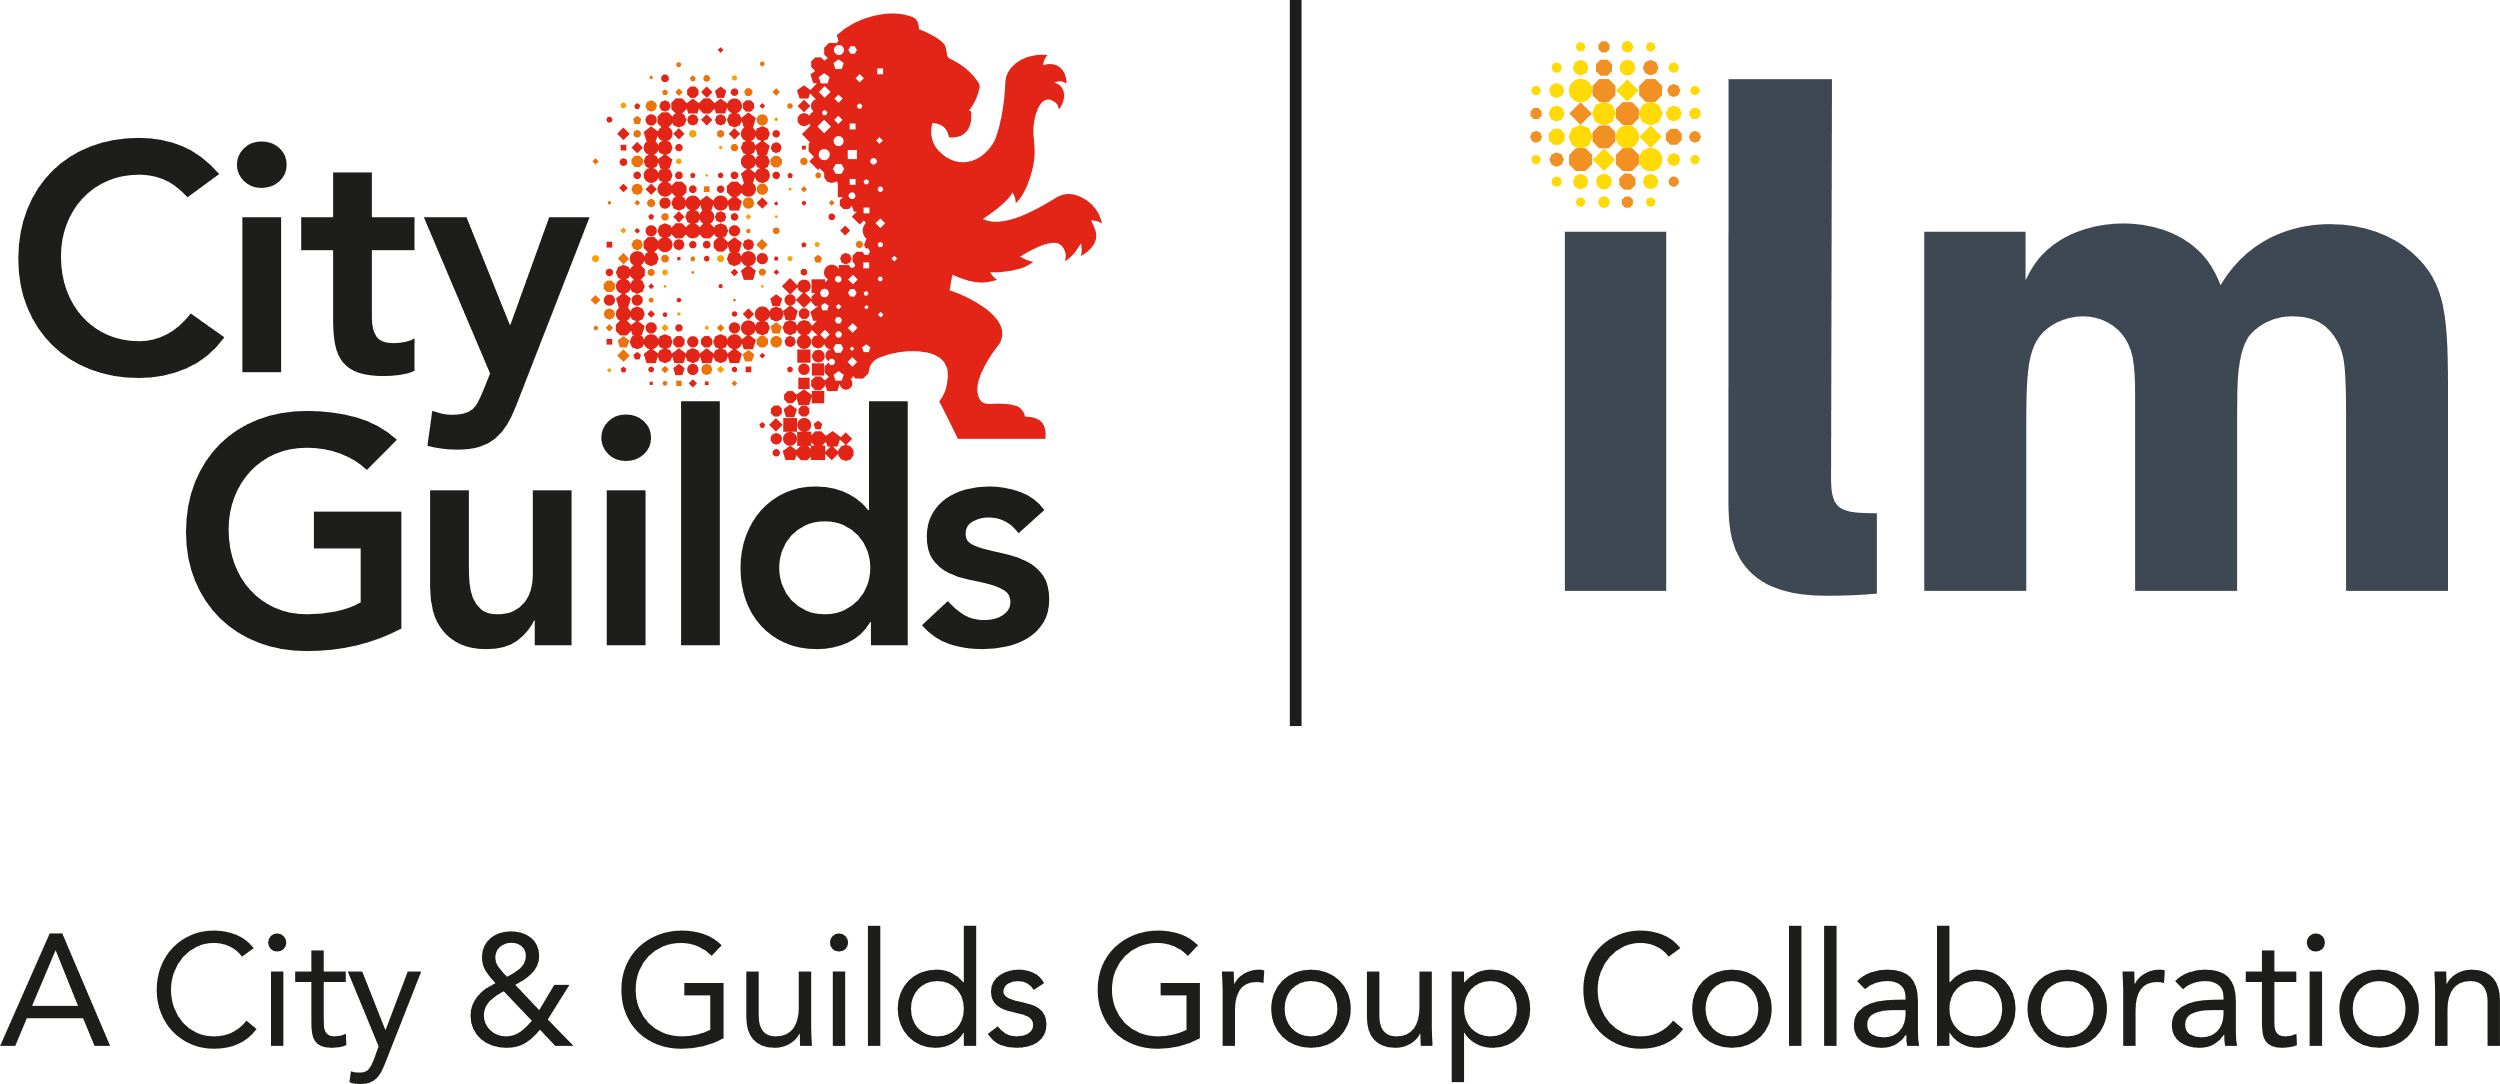 City
Guilds
ilm
A City & Guilds Group Collaboration